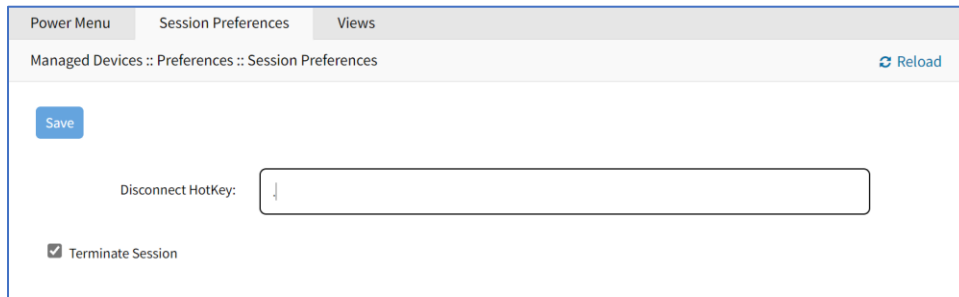 Power Menu Session Preferences Views
Managed Devices :: Preferences :: Session Preferences Reload
Save
Disconnect HotKey: .
Terminate Session